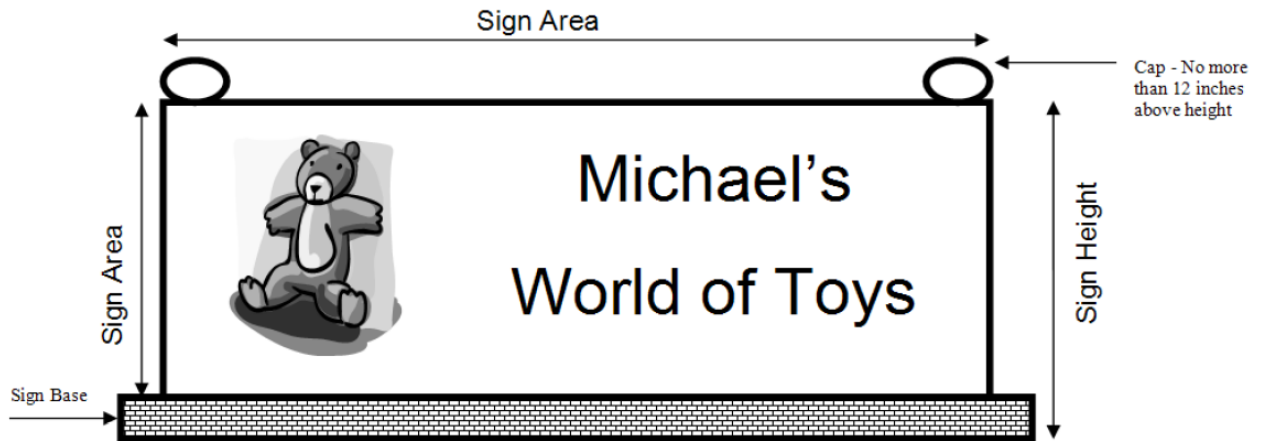 Sign Area
Cap - No more
than 12 inches
above height
Michael's
World of Toys
Sign Area
Sign Height
Sign Base